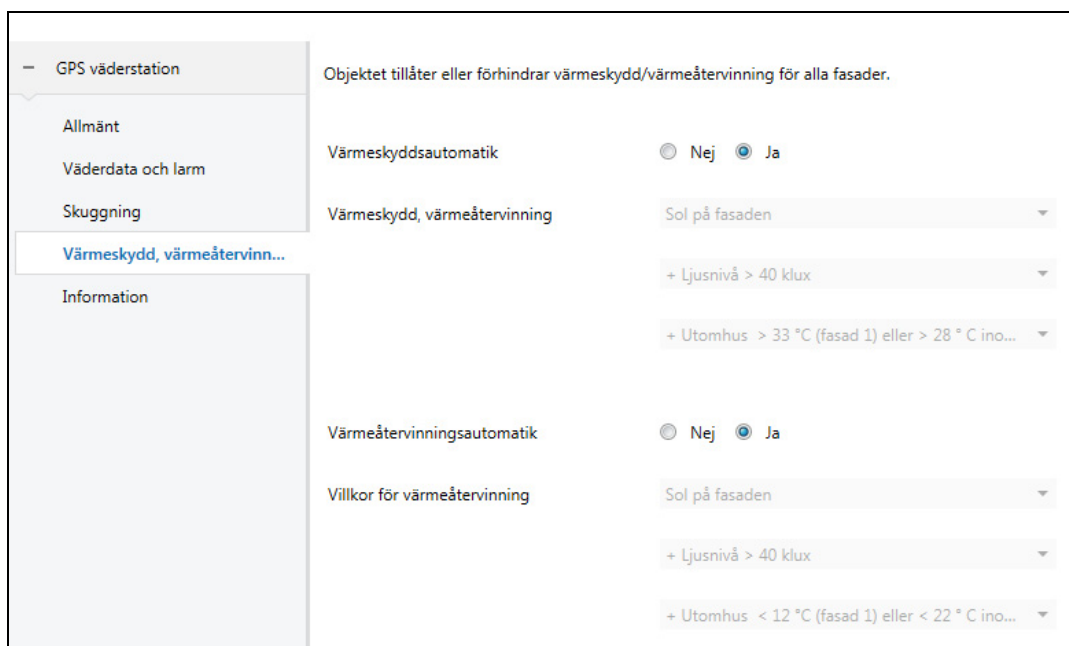 GPS väderstation
Allmänt
Väderdata och larm
Skuggning
Värmeskydd, värmeåtervinn...
Information
Objektet tillåter eller förhindrar värmeskydd/värmeåtervinning för alla fasader.
Värmeskyddsautomatik Nej Ja
Värmeskydd, värmeåtervinning Sol på fasaden
+ Ljusnivå > 40 klux
+ Utomhus > 33 °C (fasad 1) eller > 28 ° C ino...
Värmeåtervinningsautomatik Nej Ja
Villkor för värmeåtervinning Sol på fasaden
+ Ljusnivå > 40 klux
+ Utomhus < 12 °C (fasad 1) eller < 22 ° C ino...